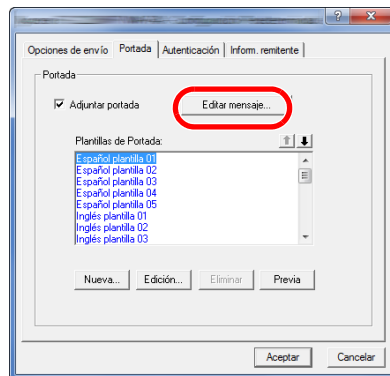 Opciones de envío Portada Autenticación Inform. remitente
Portada
Adjuntar portada Editar mensaje...
Plantillas de Portada:
Español plantilla 01
Español plantilla 02
Español plantilla 03
Español plantilla 04
Español plantilla 05
Inglés plantilla 01
Inglés plantilla 02
Inglés plantilla 03
Nueva... Edición... Eliminar Previa
Aceptar Cancelar